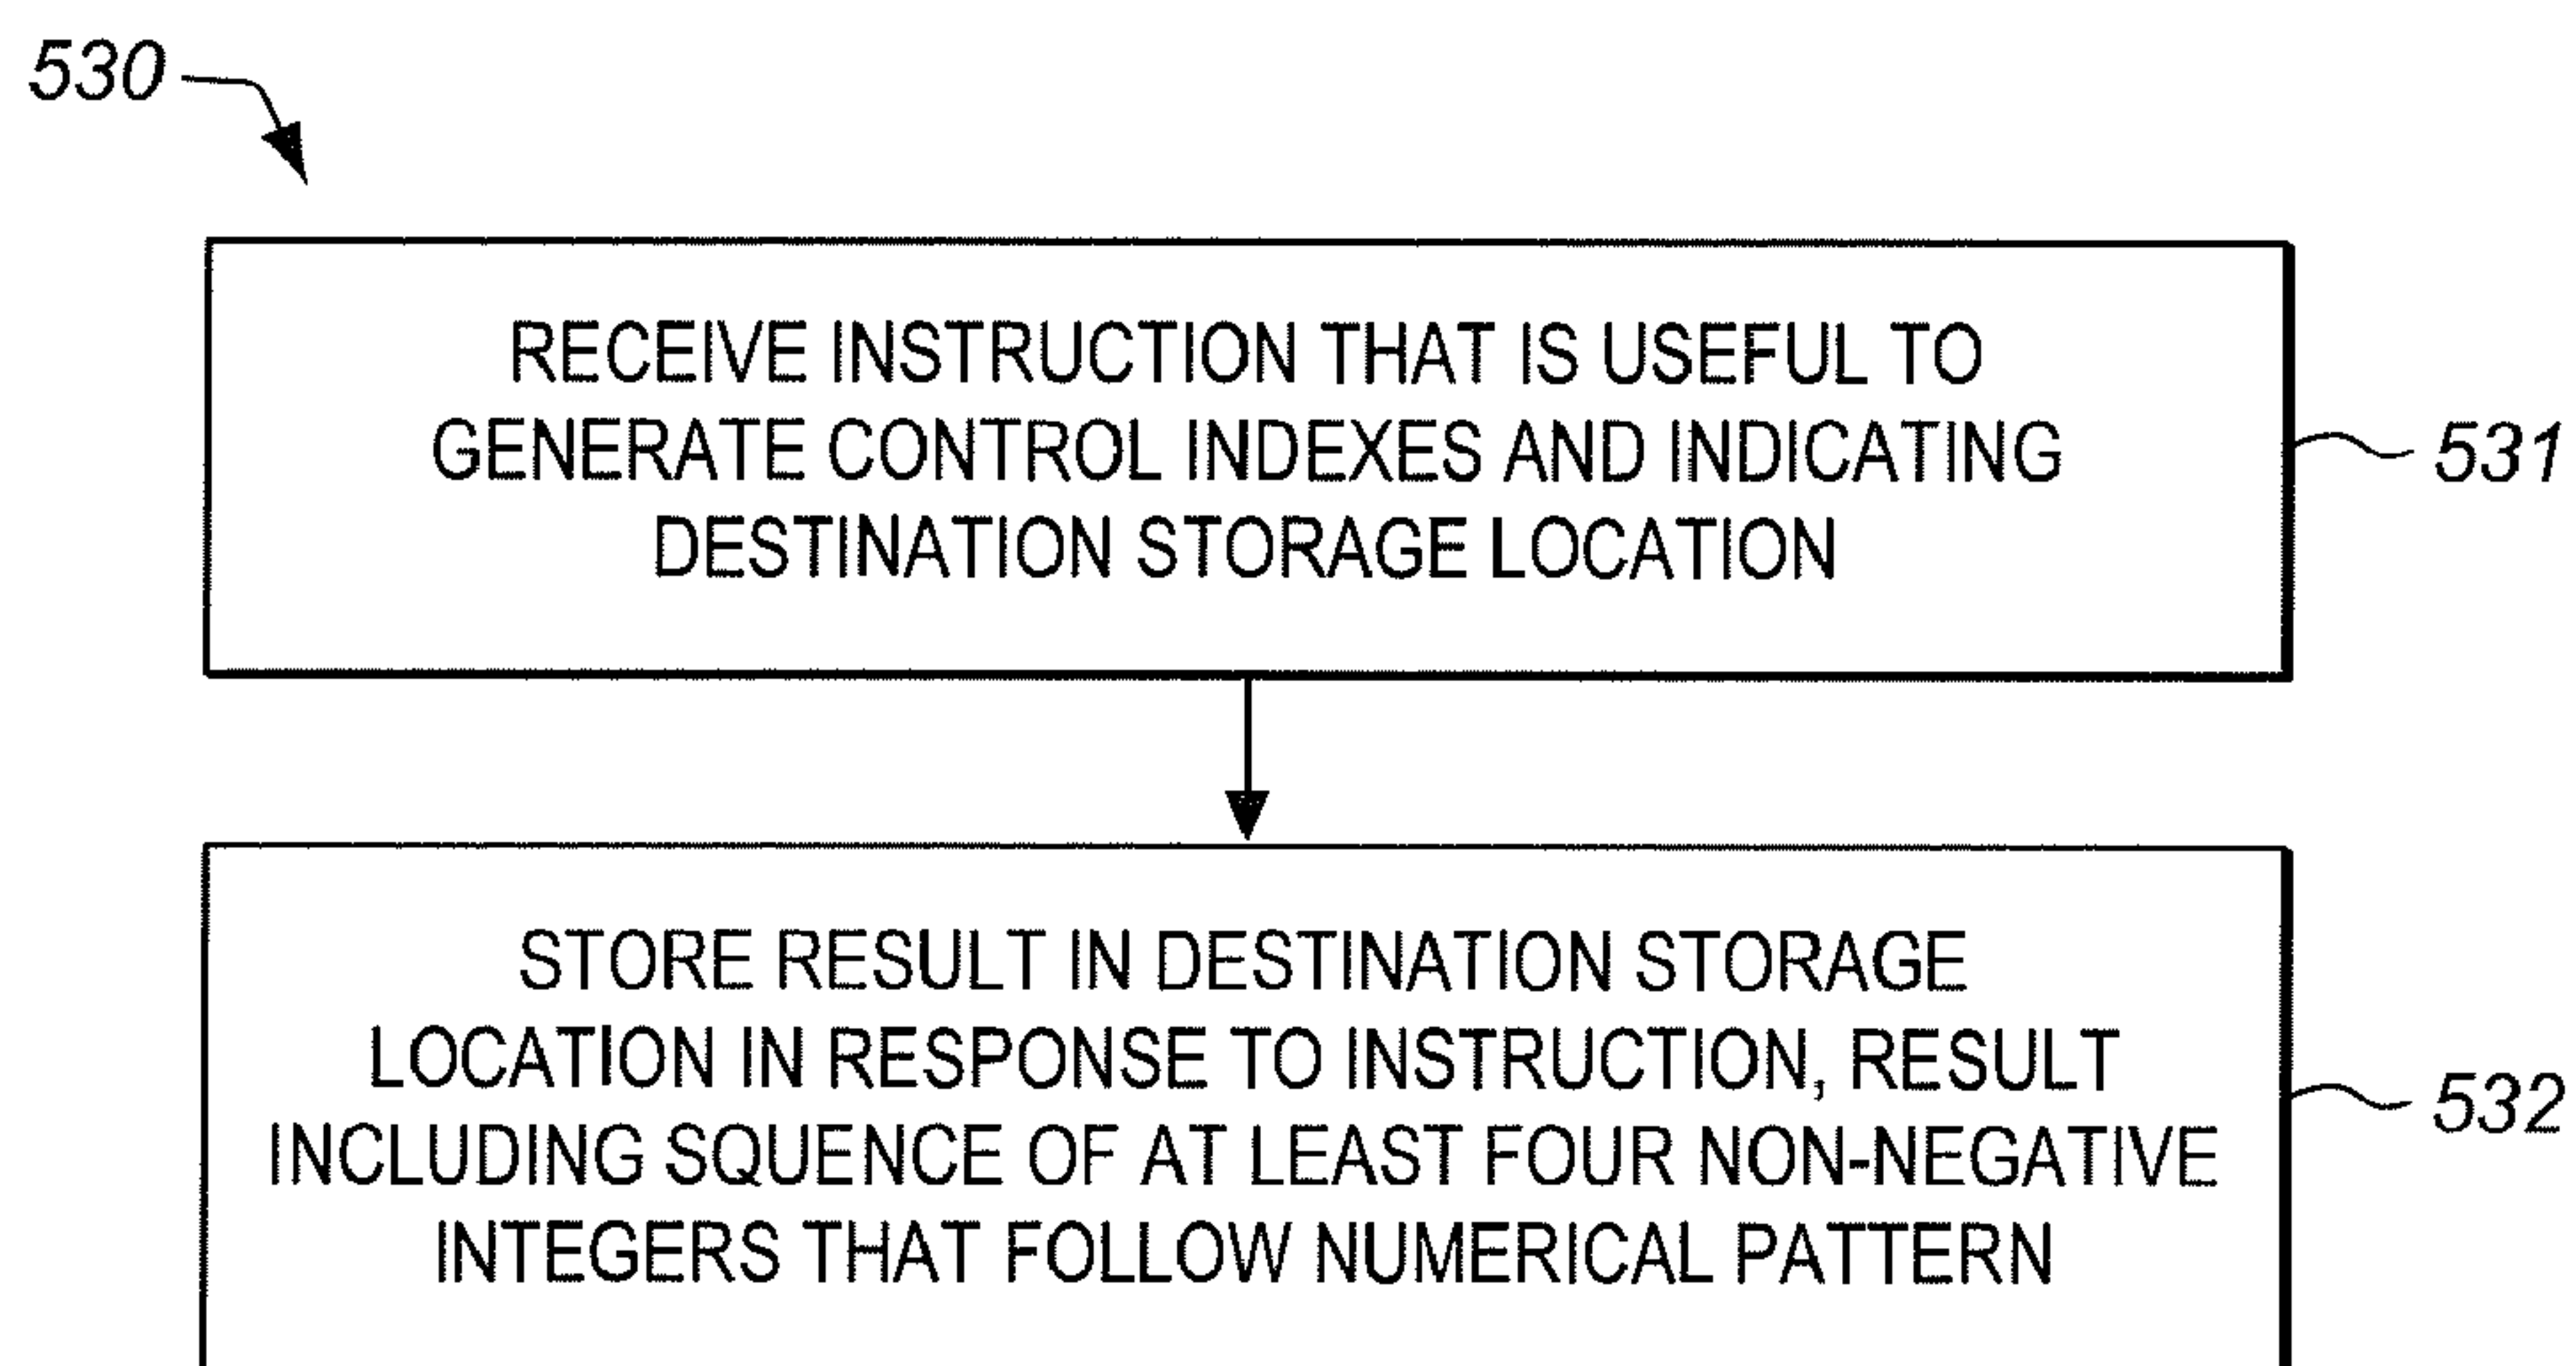 530
RECEIVE INSTRUCTION THAT IS USEFUL TO
GENERATE CONTROL INDEXES AND INDICATING
DESTINATION STORAGE LOCATION
531
STORE RESULT IN DESTINATION STORAGE
LOCATION IN RESPONSE TO INSTRUCTION, RESULT
INCLUDING SQUENCE OF AT LEAST FOUR NON-NEGATIVE
INTEGERS THAT FOLLOW NUMERICAL PATTERN
532